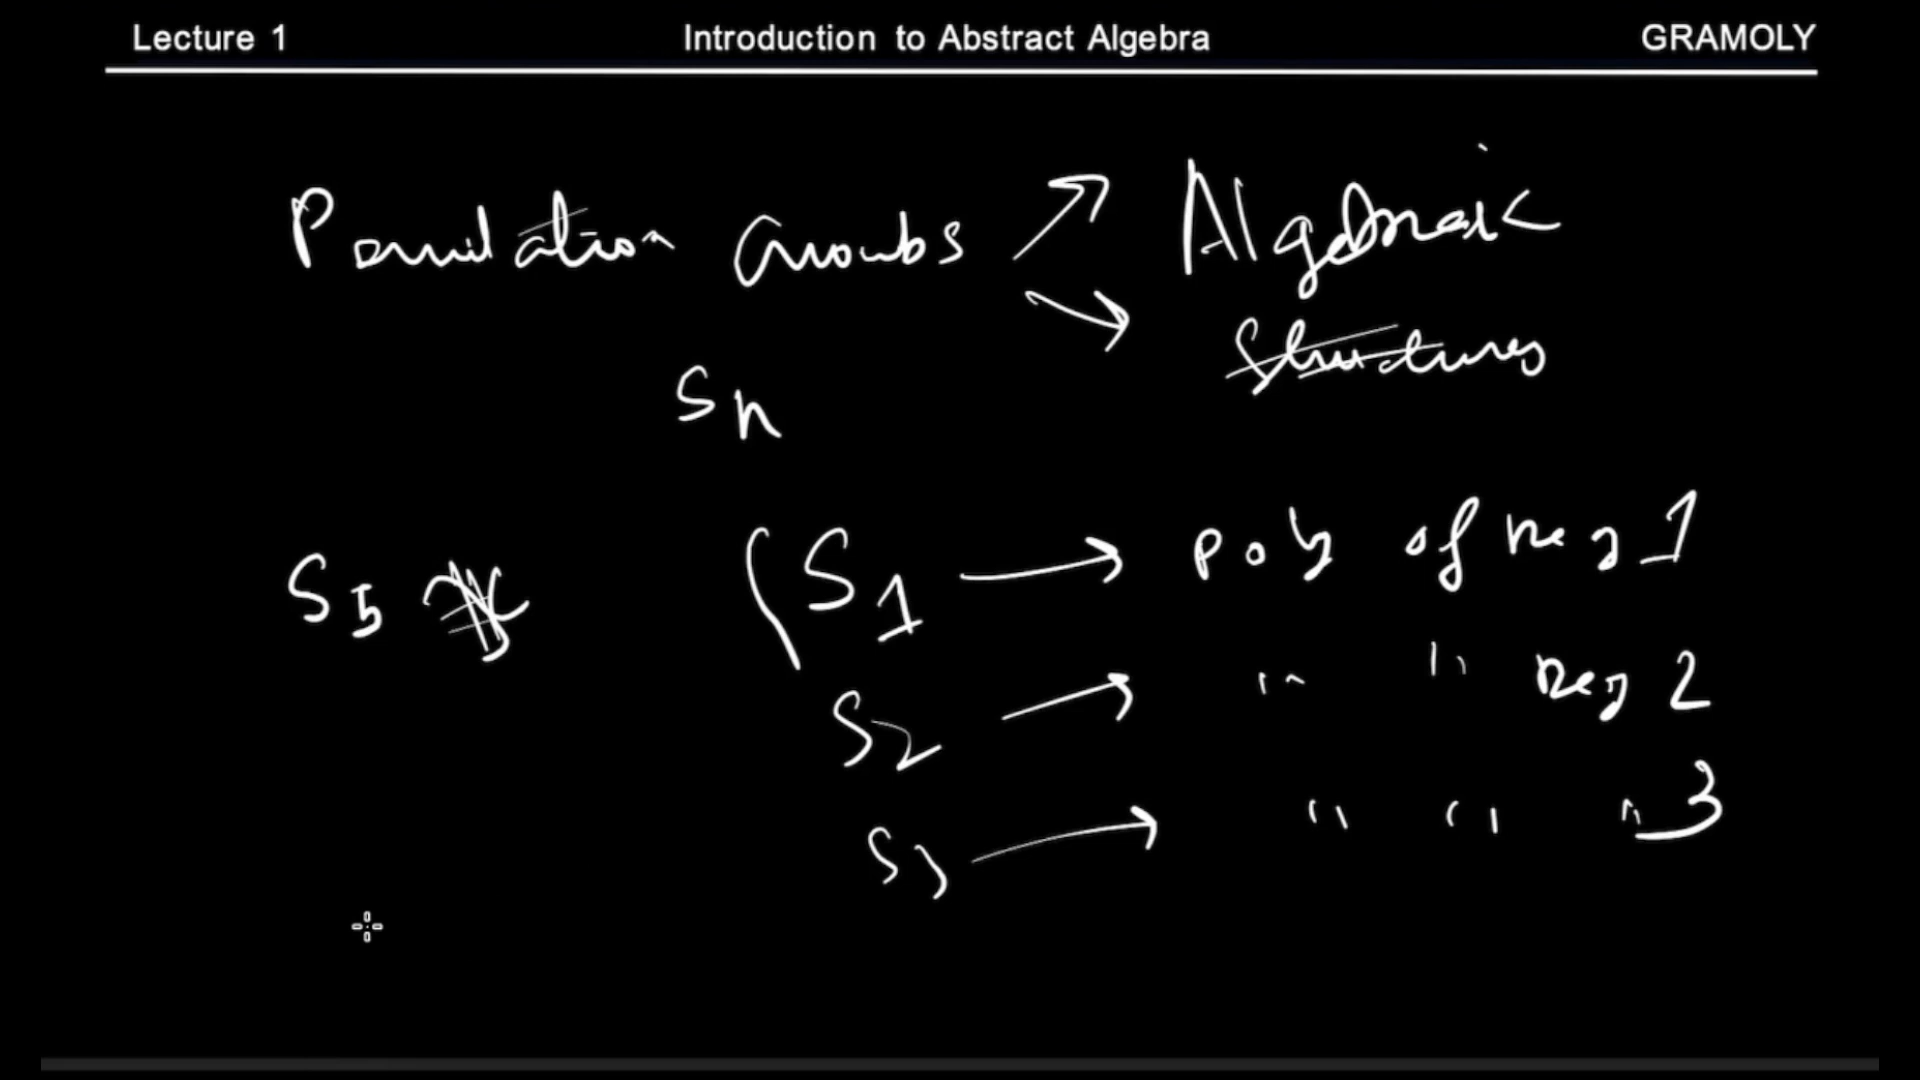 Lecture 1 Introduction to Abstract Algebra GRAMOLY
Permutation Groups → Algebraic
→ Structures
Sn
S5 S1 → poly of deg 1
S2 → " " deg 2
S3 → " " " 3